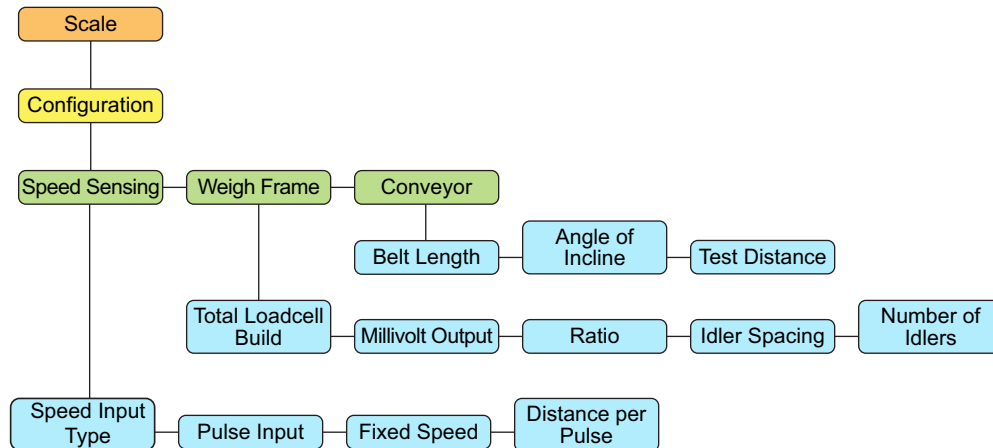 Scale
Configuration
Speed Sensing
Weigh Frame
Conveyor
Belt Length
Angle of
Incline
Test Distance
Total Loadcell
Build
Millivolt Output
Ratio
Idler Spacing
Number of
Idlers
Speed Input
Type
Pulse Input
Fixed Speed
Distance per
Pulse